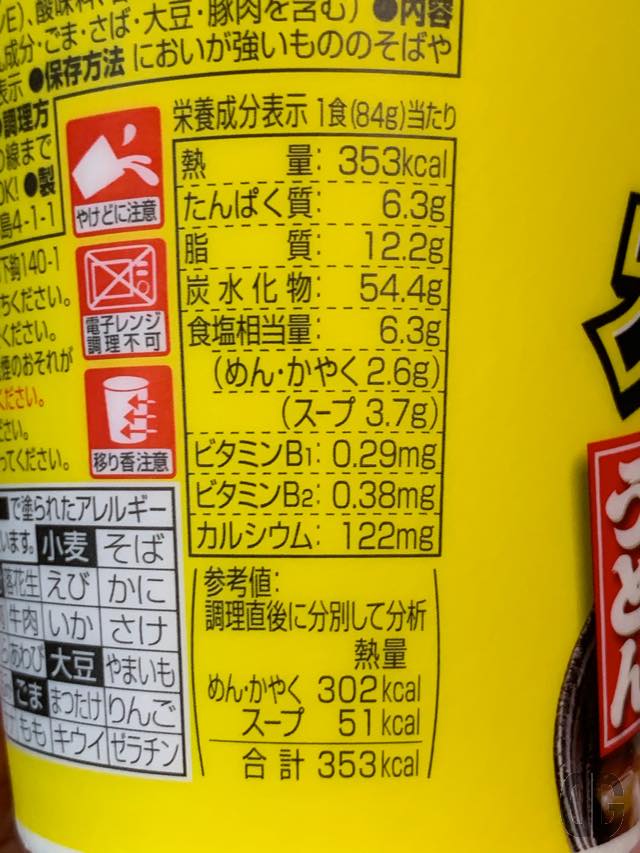 E)、酸味料、
成分・ごま・さば・大豆・豚肉を含む) ●内容
表示 ●保存方法 においが強いもののそばや
調理方
の線まで
OK! ●製
島4-1-1
下鈎140-1
ちください。
ください。
煙のおそれが
ください。
ださい。
ってください。
やけどに注意
電子レンジ
調理不可
移り香注意
栄養成分表示 1食(84g)当たり
熱量: 353kcal
たんぱく質: 6.3g
脂質: 12.2g
炭水化物: 54.4g
食塩相当量: 6.3g
(めん・かやく 2.6g)
(スープ 3.7g)
ビタミンB1: 0.29mg
ビタミンB2: 0.38mg
カルシウム: 122mg
で塗られたアレルギー
います。 小麦 そば
落花生 えび かに
牛肉 いか さけ
あわび 大豆 やまいも
ごま まつたけ りんご
もも キウイ ゼラチン
参考値:
調理直後に分別して分析
熱量
めん・かやく 302kcal
スープ 51kcal
合計 353kcal
うどん